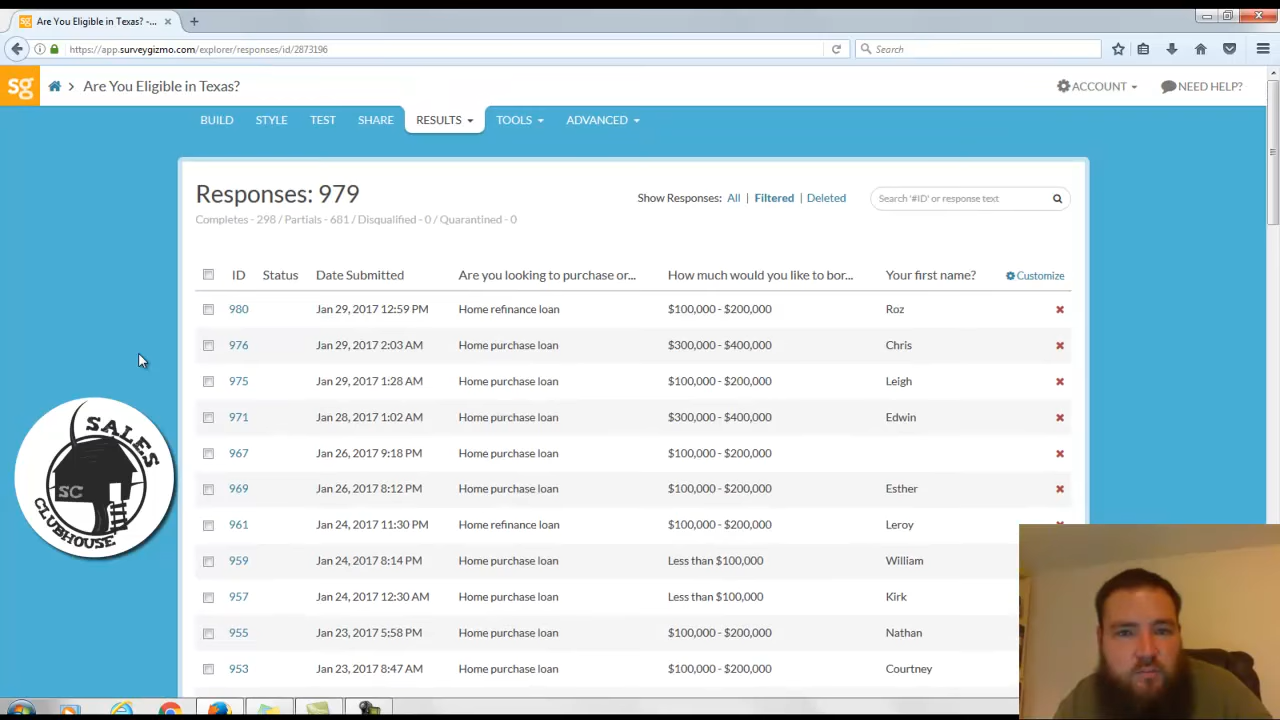 Are You Eligible in Texas? -...
https://app.surveygizmo.com/explorer/responses/id/2873196
Search
sg
Are You Eligible in Texas?
ACCOUNT
NEED HELP?
BUILD STYLE TEST SHARE RESULTS TOOLS ADVANCED
Responses: 979
Show Responses: All | Filtered | Deleted
Search '#ID' or response text
Completes - 298 / Partials - 681 / Disqualified - 0 / Quarantined - 0
ID Status Date Submitted Are you looking to purchase or... How much would you like to bor... Your first name? Customize
980 Jan 29, 2017 12:59 PM Home refinance loan $100,000 - $200,000 Roz
976 Jan 29, 2017 2:03 AM Home purchase loan $300,000 - $400,000 Chris
975 Jan 29, 2017 1:28 AM Home purchase loan $100,000 - $200,000 Leigh
971 Jan 28, 2017 1:02 AM Home purchase loan $300,000 - $400,000 Edwin
967 Jan 26, 2017 9:18 PM Home purchase loan $100,000 - $200,000
969 Jan 26, 2017 8:12 PM Home purchase loan $100,000 - $200,000 Esther
961 Jan 24, 2017 11:30 PM Home refinance loan $100,000 - $200,000 Leroy
959 Jan 24, 2017 8:14 PM Home purchase loan Less than $100,000 William
957 Jan 24, 2017 12:30 AM Home purchase loan Less than $100,000 Kirk
955 Jan 23, 2017 5:58 PM Home purchase loan $100,000 - $200,000 Nathan
953 Jan 23, 2017 8:47 AM Home purchase loan $100,000 - $200,000 Courtney
SALES
SC
CLUBHOUSE